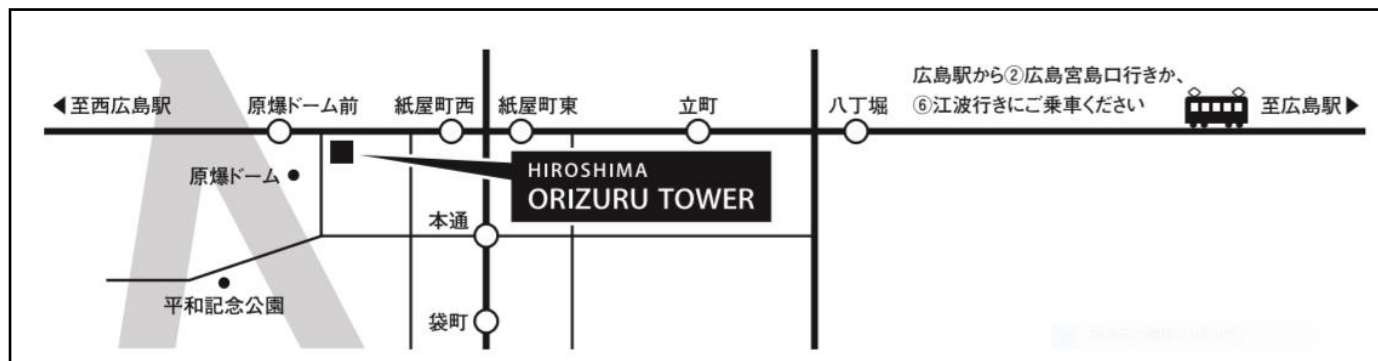 広島駅から②広島宮島口行きか、
⑥江波行きにご乗車ください
◀至西広島駅
原爆ドーム前
紙屋町西
紙屋町東
立町
八丁堀
至広島駅▶
原爆ドーム
HIROSHIMA
ORIZURU TOWER
本通
平和記念公園
袋町